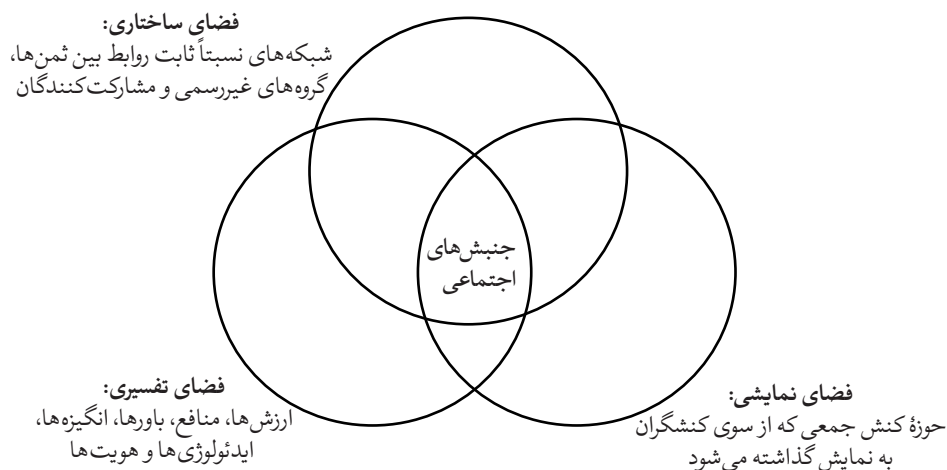 فضای ساختاری:
شبکه‌های نسبتاً ثابت روابط بین ثمن‌ها،
گروه‌های غیررسمی و مشارکت‌کنندگان
جنبش‌های
اجتماعی
فضای نمایشی:
حوزهٔ کنش جمعی که از سوی کنشگران
به نمایش گذاشته می‌شود
فضای تفسیری:
ارزش‌ها، منافع، باورها، انگیزه‌ها،
ایدئولوژی‌ها و هویت‌ها